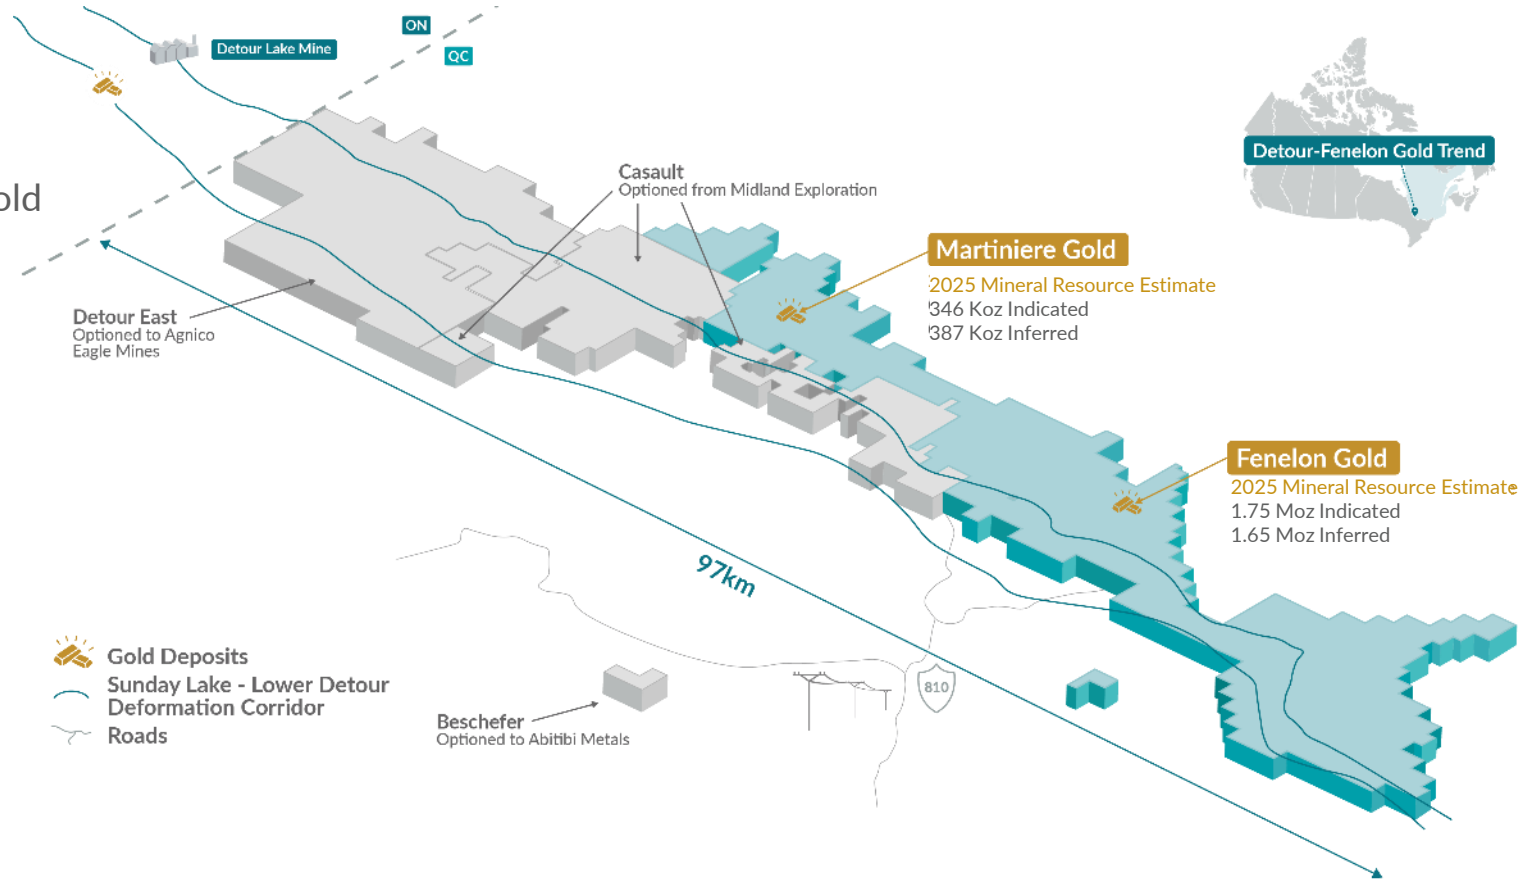 ON
QC
Detour Lake Mine
old
Detour-Fenelon Gold Trend
Casault
Optioned from Midland Exploration
Martiniere Gold
2025 Mineral Resource Estimate
346 Koz Indicated
387 Koz Inferred
Detour East
Optioned to Agnico
Eagle Mines
Fenelon Gold
2025 Mineral Resource Estimate
1.75 Moz Indicated
1.65 Moz Inferred
97km
Gold Deposits
Sunday Lake - Lower Detour
Deformation Corridor
Roads
810
Beschefer
Optioned to Abitibi Metals